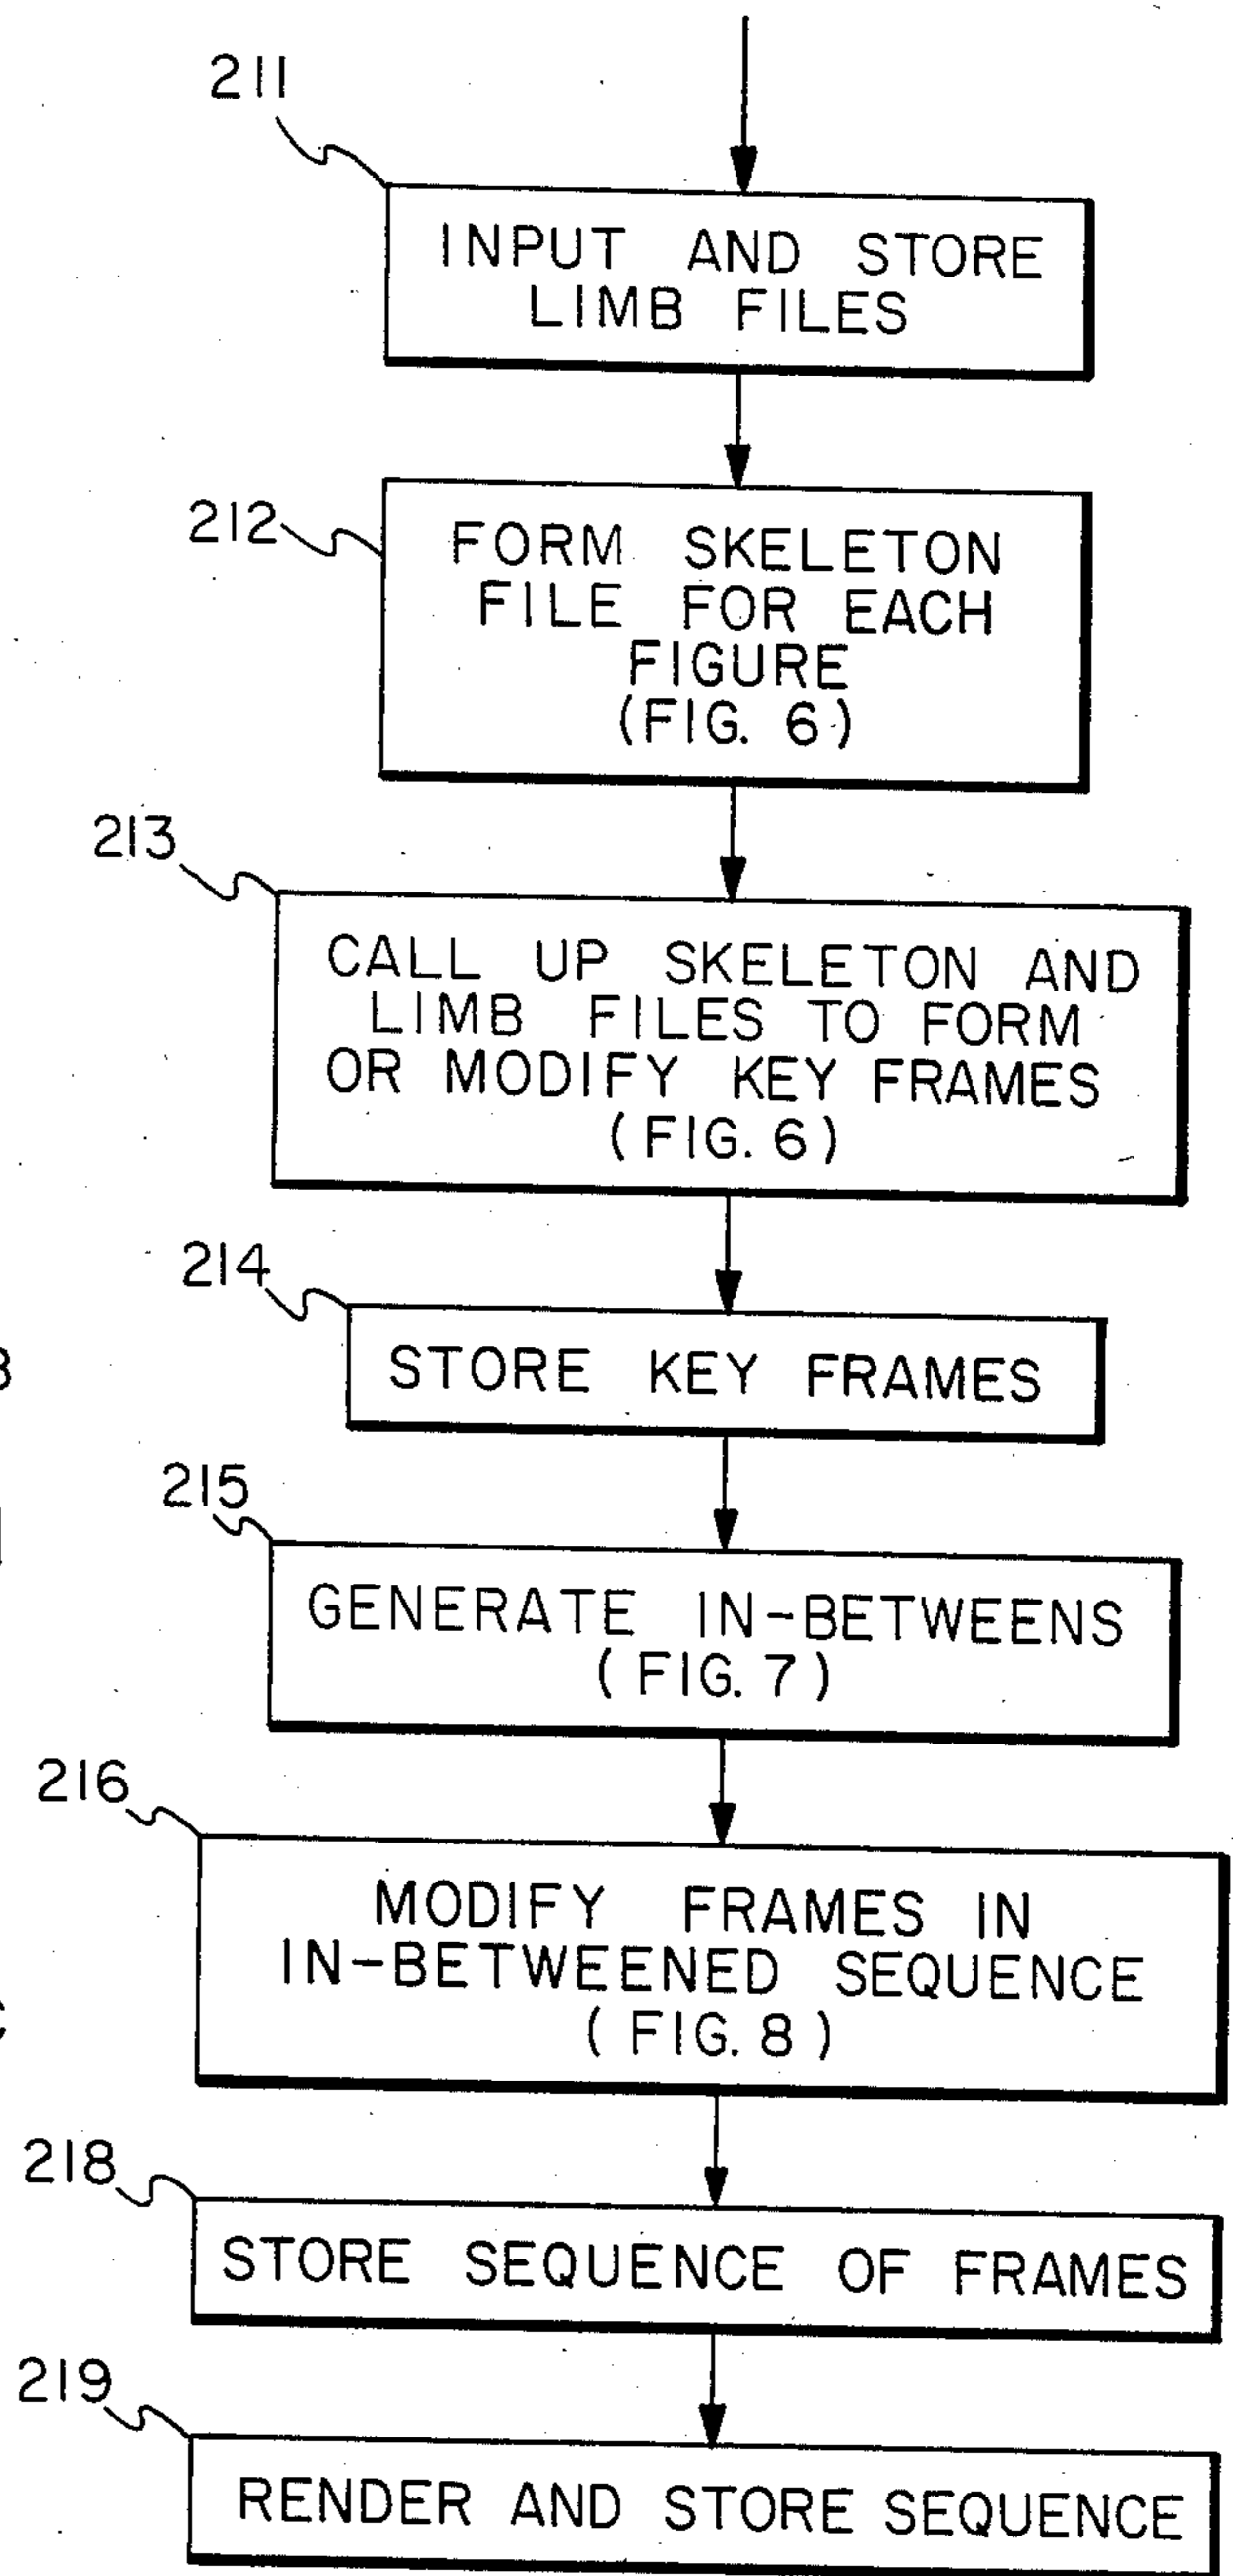 211
INPUT AND STORE
LIMB FILES
212
FORM SKELETON
FILE FOR EACH
FIGURE
(FIG. 6)
213
CALL UP SKELETON AND
LIMB FILES TO FORM
OR MODIFY KEY FRAMES
(FIG. 6)
214
STORE KEY FRAMES
215
GENERATE IN-BETWEENS
(FIG. 7)
216
MODIFY FRAMES IN
IN-BETWEENED SEQUENCE
(FIG. 8)
218
STORE SEQUENCE OF FRAMES
219
RENDER AND STORE SEQUENCE